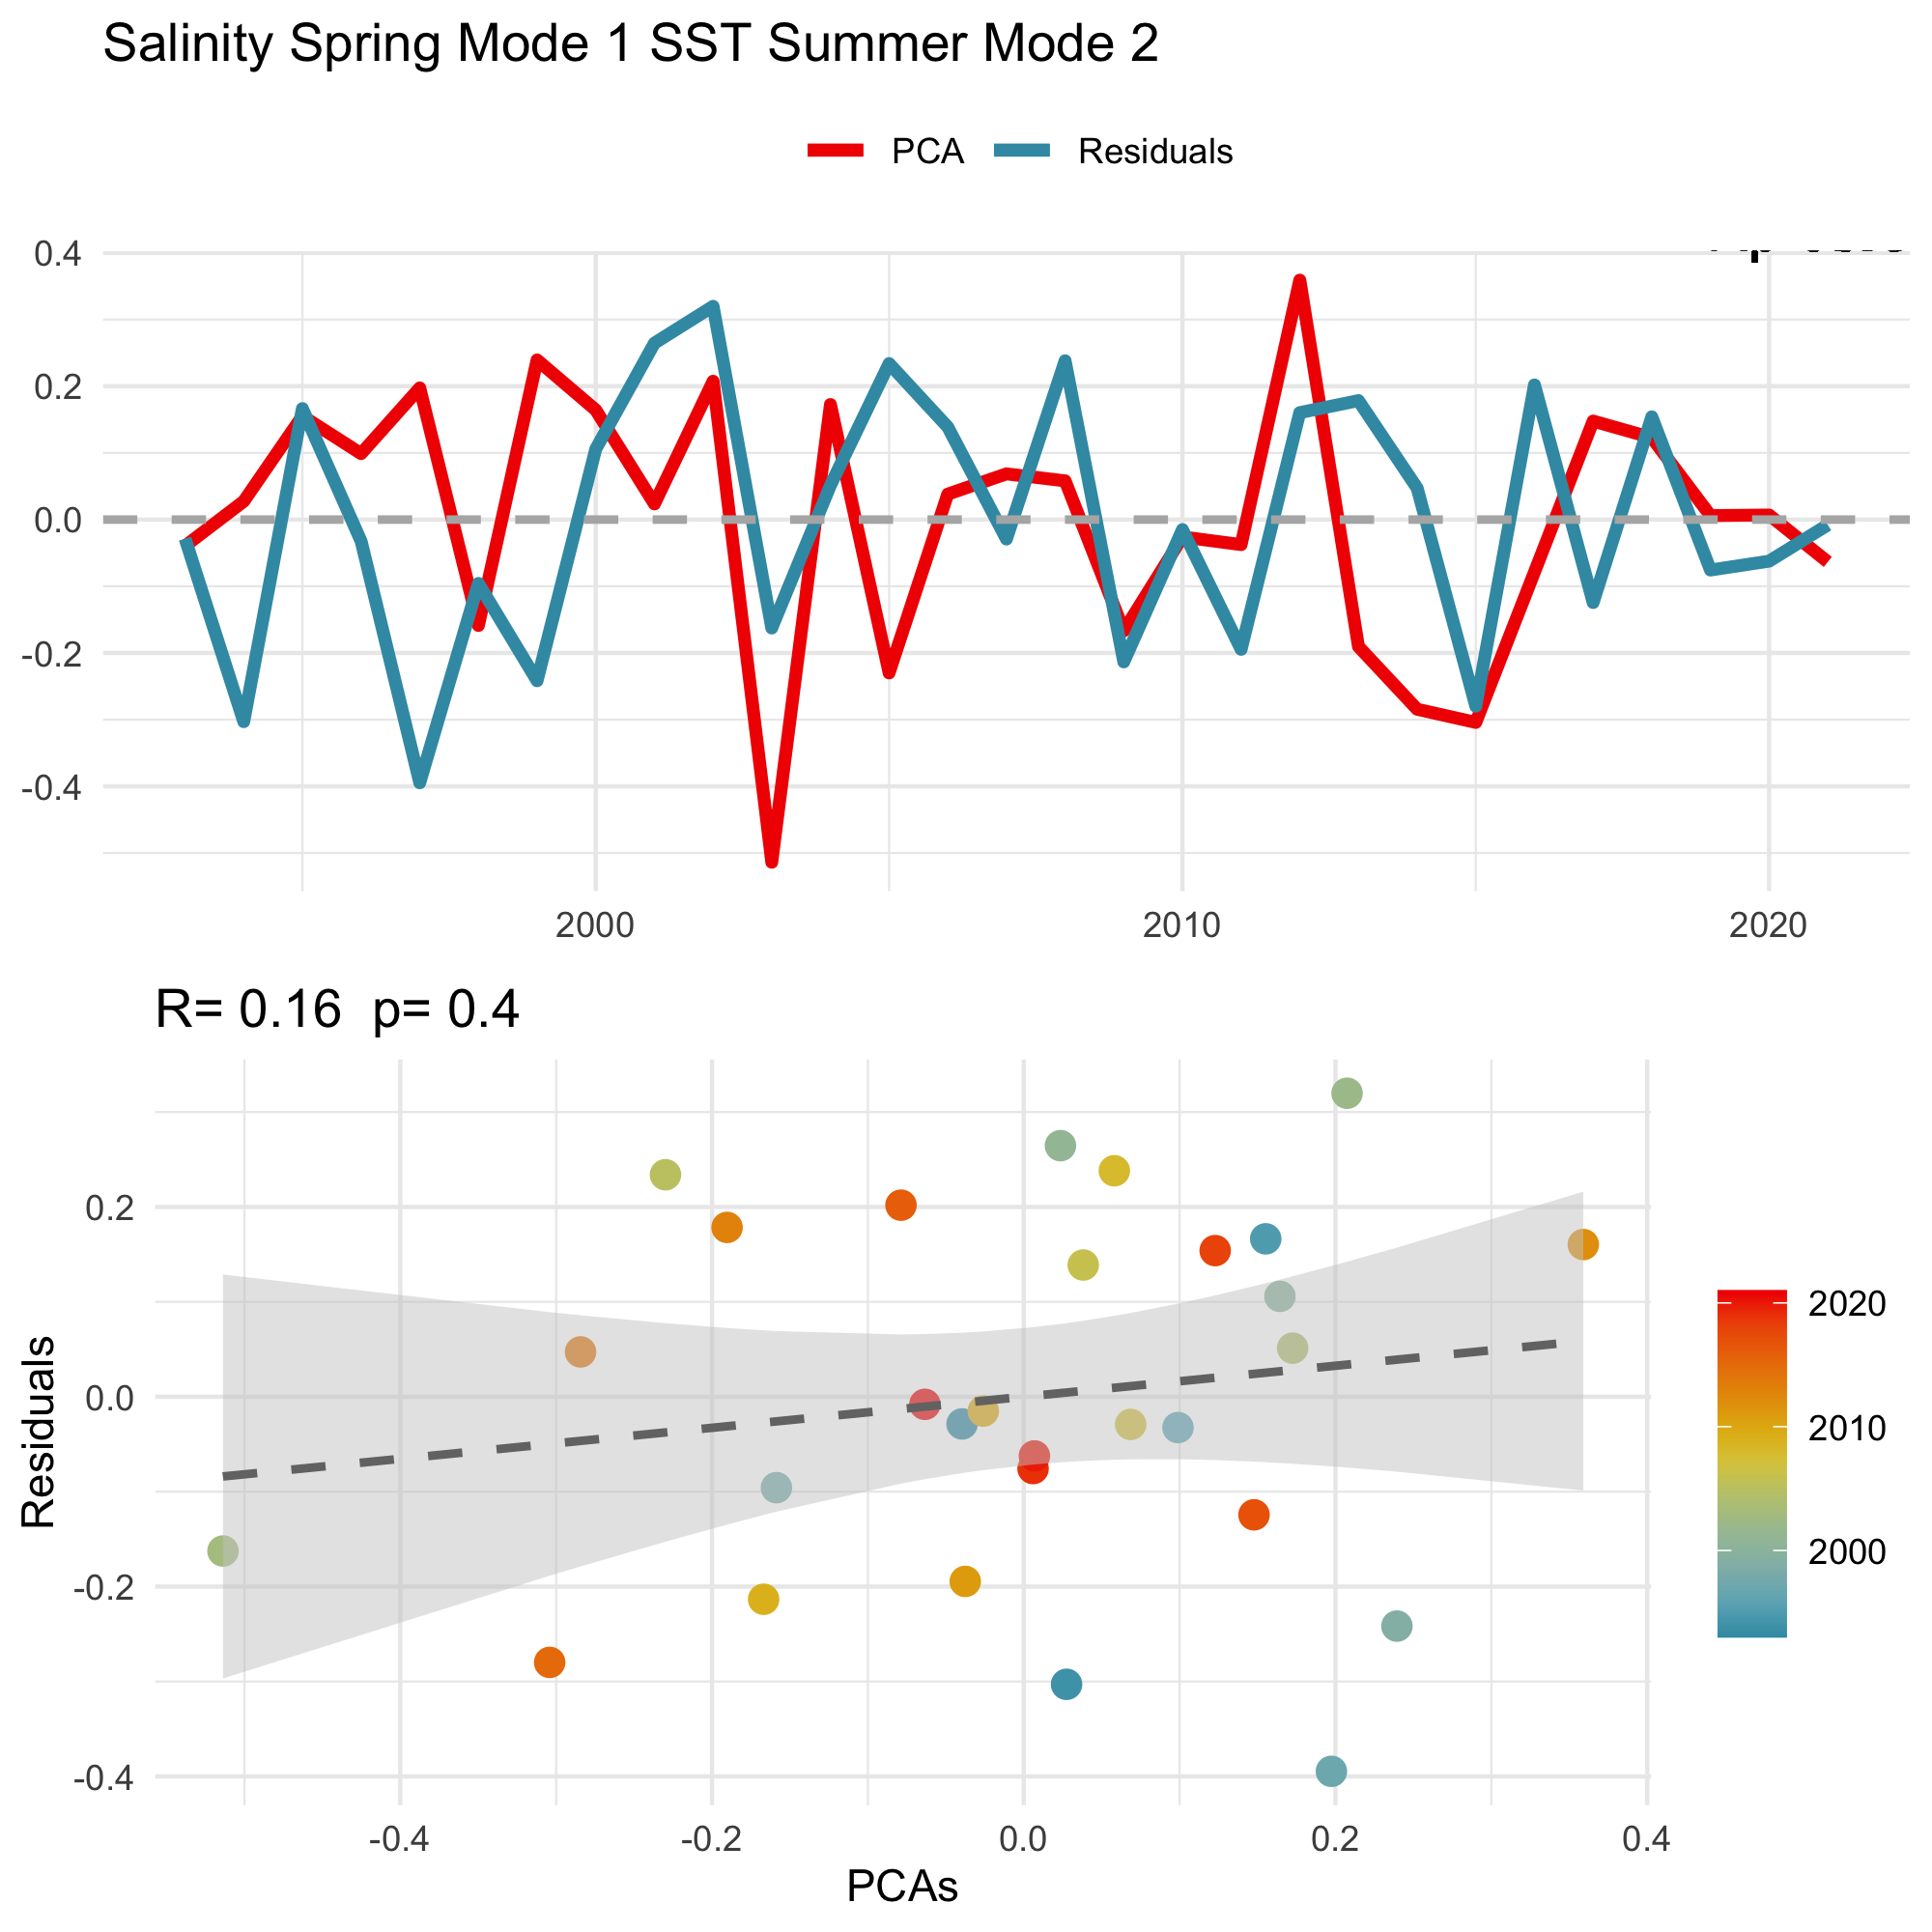 Salinity Spring Mode 1 SST Summer Mode 2
PCA Residuals
0.4
0.2
0.0
-0.2
-0.4
2000 2010 2020
R= 0.16 p= 0.4
Residuals
0.2
0.0
-0.2
-0.4
-0.4 -0.2 0.0 0.2 0.4
PCAs
2020
2010
2000